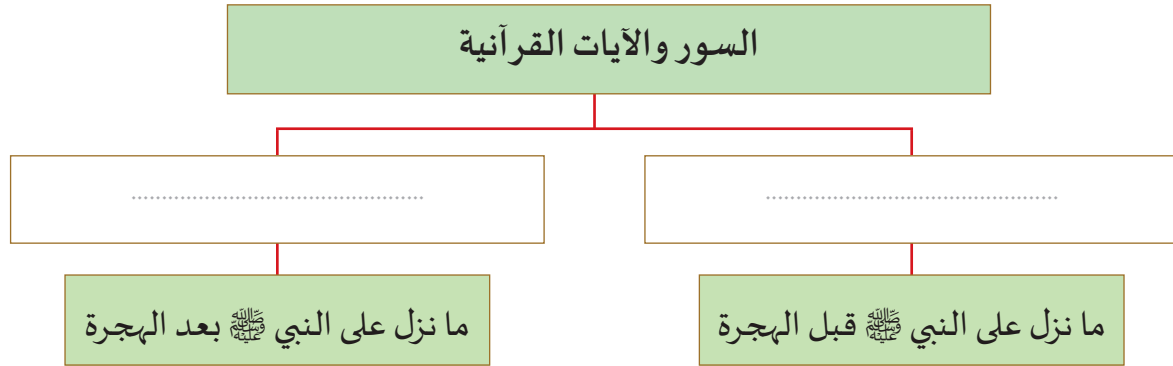 السور والآيات القرآنية
................................................
................................................
ما نزل على النبي ﷺ قبل الهجرة
ما نزل على النبي ﷺ بعد الهجرة